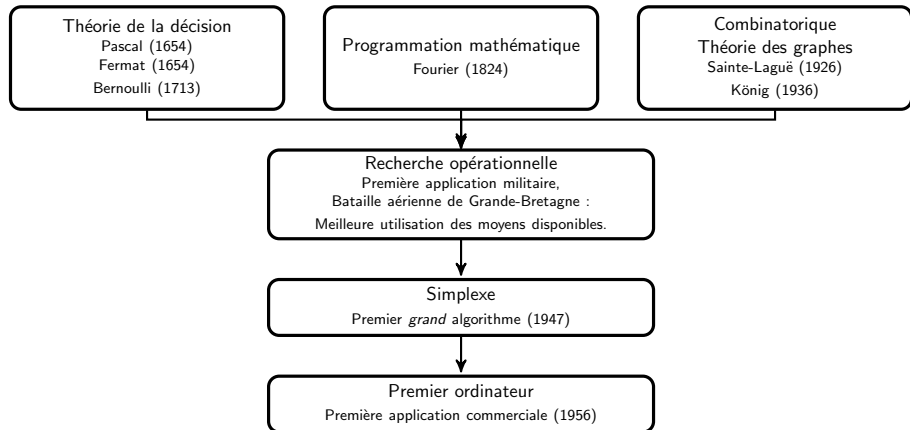 Théorie de la décision
Pascal (1654)
Fermat (1654)
Bernoulli (1713)
Programmation mathématique
Fourier (1824)
Combinatorique
Théorie des graphes
Sainte-Laguë (1926)
König (1936)
Recherche opérationnelle
Première application militaire,
Bataille aérienne de Grande-Bretagne :
Meilleure utilisation des moyens disponibles.
Simplexe
Premier grand algorithme (1947)
Premier ordinateur
Première application commerciale (1956)